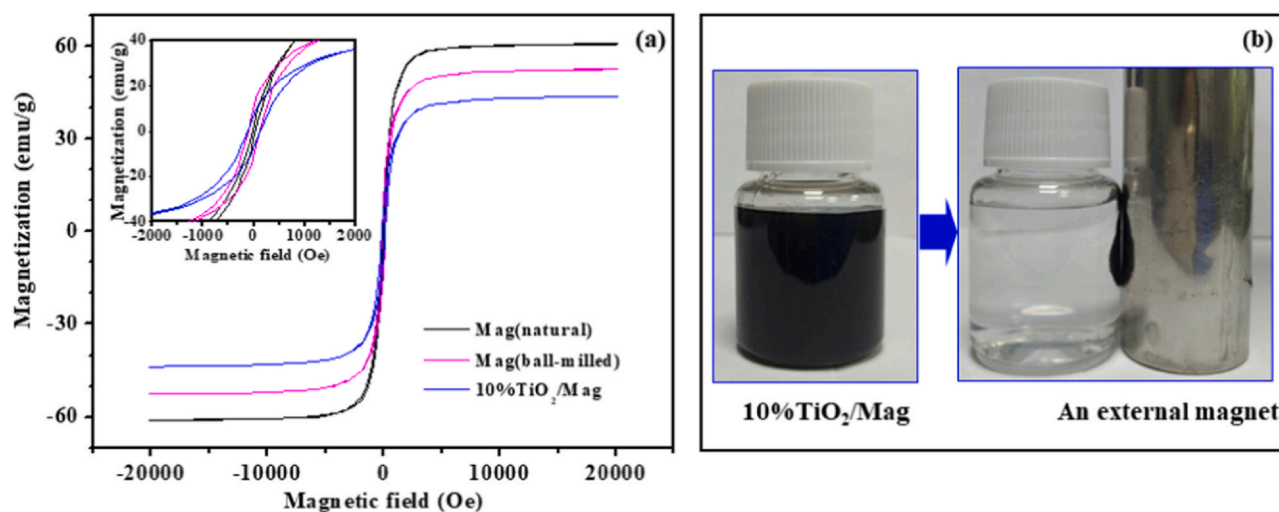 (a)
Magnetization (emu/g)
60
30
0
-30
-60
-20000 -10000 0 10000 20000
Magnetic field (Oe)
Magnetization (emu/g)
40
20
0
-20
-40
-2000 -1000 0 1000 2000
Magnetic field (Oe)
Mag(natural)
Mag(ball-milled)
10%TiO₂/Mag
(b)
10%TiO₂/Mag
An external magnet